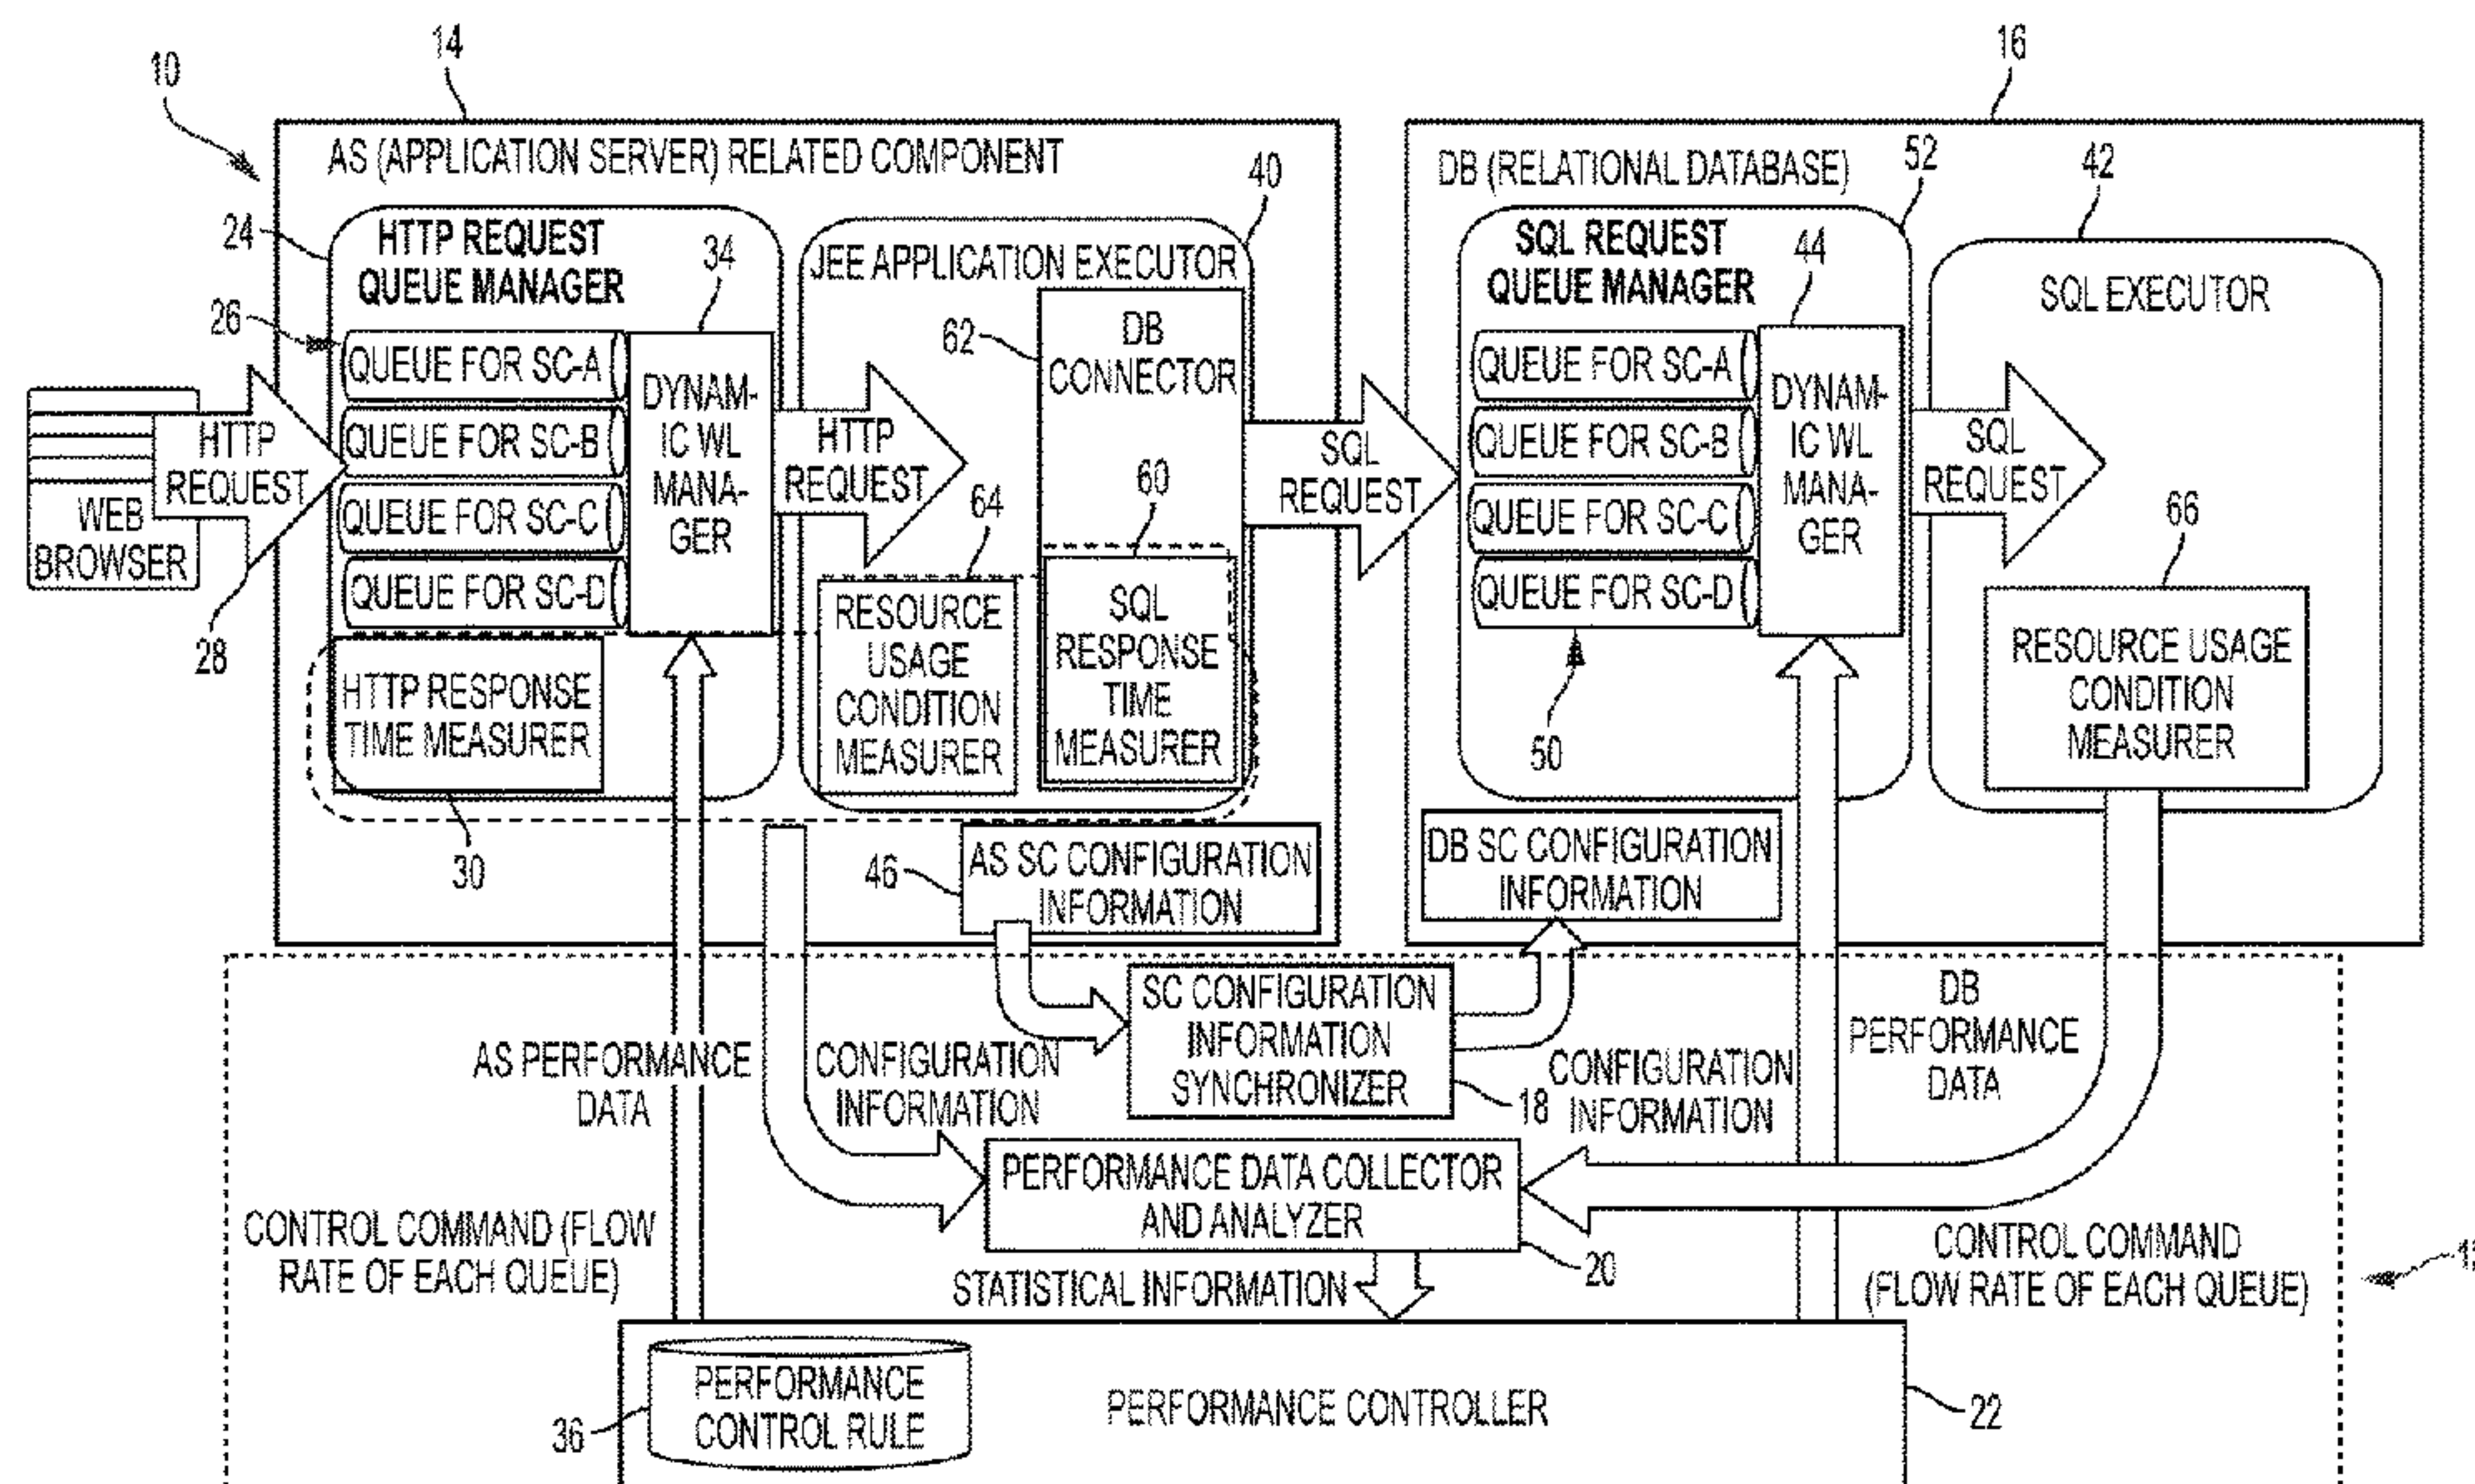 14
16
10
AS (APPLICATION SERVER) RELATED COMPONENT
DB (RELATIONAL DATABASE)
52
42
40
24
HTTP REQUEST
QUEUE MANAGER
34
JEE APPLICATION EXECUTOR
SQL REQUEST
QUEUE MANAGER
44
SQL EXECUTOR
26
QUEUE FOR SC-A
QUEUE FOR SC-B
QUEUE FOR SC-C
QUEUE FOR SC-D
DYNAM-
IC WL
MANA-
GER
62
DB
CONNECTOR
QUEUE FOR SC-A
QUEUE FOR SC-B
QUEUE FOR SC-C
QUEUE FOR SC-D
DYNAM-
IC WL
MANA-
GER
HTTP
REQUEST
WEB
BROWSER
28
HTTP
REQUEST
64
60
SQL
REQUEST
SQL
REQUEST
66
RESOURCE
USAGE
CONDITION
MEASURER
SQL
RESPONSE
TIME
MEASURER
RESOURCE USAGE
CONDITION
MEASURER
HTTP RESPONSE
TIME MEASURER
30
50
46
AS SC CONFIGURATION
INFORMATION
DB SC CONFIGURATION
INFORMATION
SC CONFIGURATION
INFORMATION
SYNCHRONIZER
18
AS PERFORMANCE
DATA
CONFIGURATION
INFORMATION
CONFIGURATION
INFORMATION
DB
PERFORMANCE
DATA
PERFORMANCE DATA COLLECTOR
AND ANALYZER
20
CONTROL COMMAND (FLOW
RATE OF EACH QUEUE)
STATISTICAL INFORMATION
CONTROL COMMAND
(FLOW RATE OF EACH QUEUE)
PERFORMANCE
CONTROL RULE
36
PERFORMANCE CONTROLLER
22